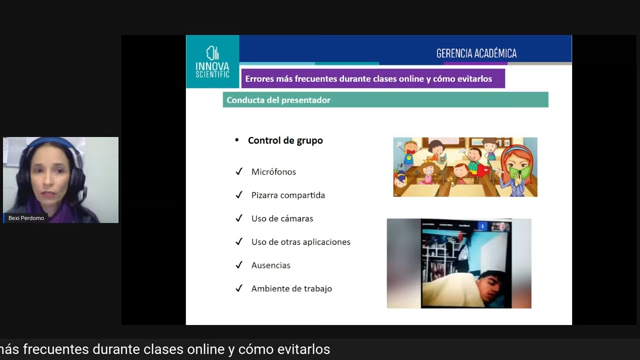 INNOVA
SCIENTIFIC
GERENCIA ACADÉMICA
Errores más frecuentes durante clases online y cómo evitarlos
Conducta del presentador
• Control de grupo
✓ Micrófonos
✓ Pizarra compartida
✓ Uso de cámaras
✓ Uso de otras aplicaciones
✓ Ausencias
✓ Ambiente de trabajo
Bexi Perdomo
más frecuentes durante clases online y cómo evitarlos